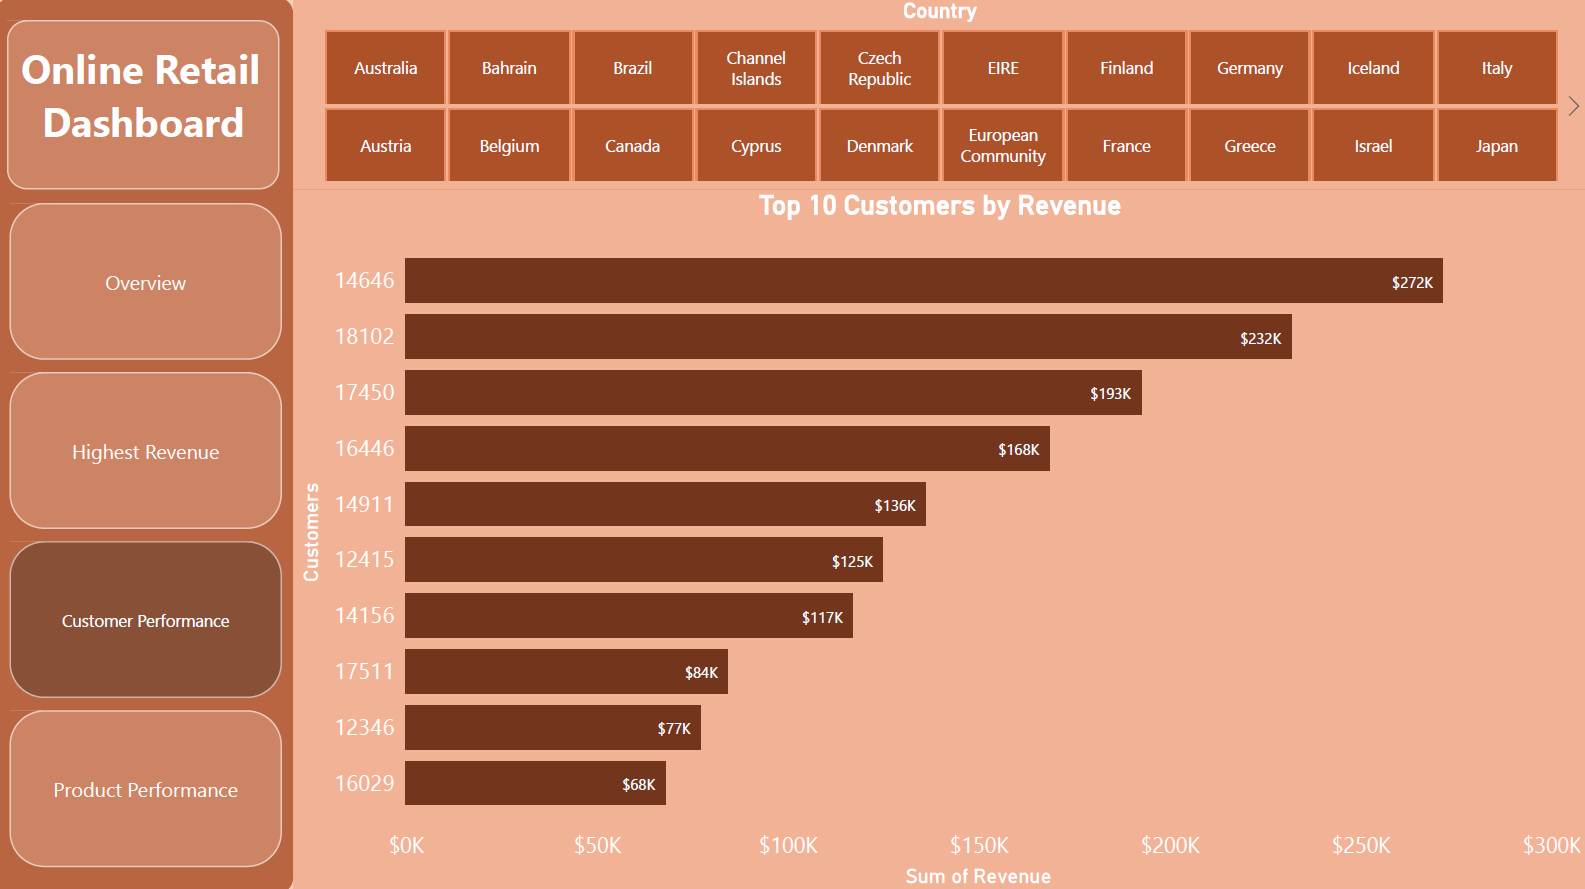 Online Retail
Dashboard
Overview
Highest Revenue
Customer Performance
Product Performance
Country
Australia
Bahrain
Brazil
Channel
Islands
Czech
Republic
EIRE
Finland
Germany
Iceland
Italy
Austria
Belgium
Canada
Cyprus
Denmark
European
Community
France
Greece
Israel
Japan
Top 10 Customers by Revenue
Customers
14646 $272K
18102 $232K
17450 $193K
16446 $168K
14911 $136K
12415 $125K
14156 $117K
17511 $84K
12346 $77K
16029 $68K
$0K $50K $100K $150K $200K $250K $300K
Sum of Revenue